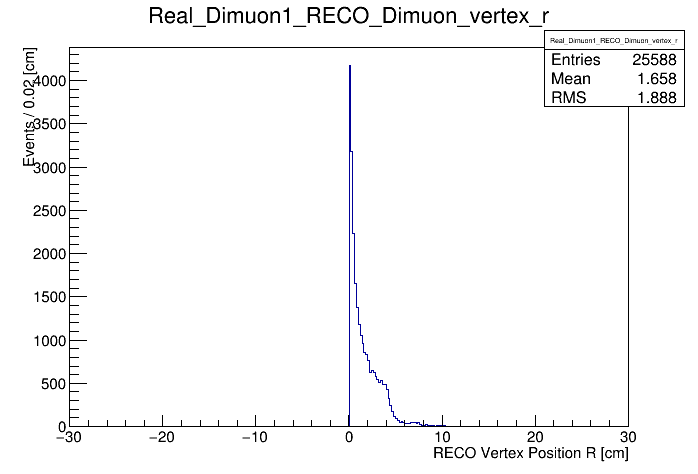 Real_Dimuon1_RECO_Dimuon_vertex_r
Real_Dimuon1_RECO_Dimuon_vertex_r
Entries 25588
Mean 1.658
RMS 1.888
Events / 0.02 [cm]
4000
3500
3000
2500
2000
1500
1000
500
0
−30 −20 −10 0 10 20 30
RECO Vertex Position R [cm]